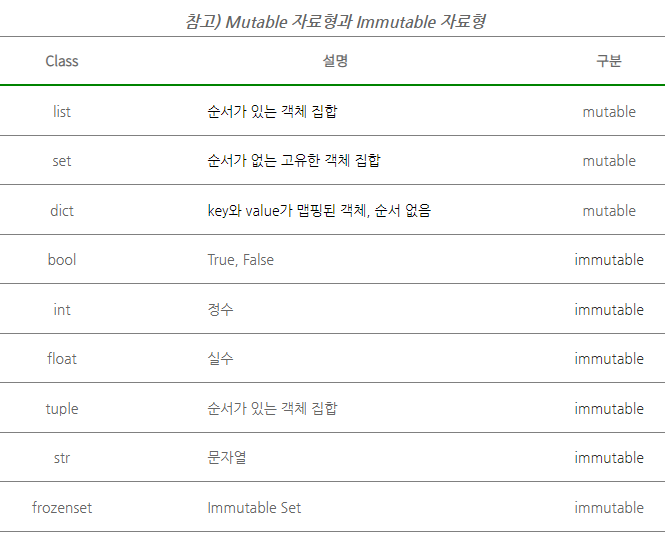 참고) Mutable 자료형과 Immutable 자료형
Class 설명 구분
list 순서가 있는 객체 집합 mutable
set 순서가 없는 고유한 객체 집합 mutable
dict key와 value가 맵핑된 객체, 순서 없음 mutable
bool True, False immutable
int 정수 immutable
float 실수 immutable
tuple 순서가 있는 객체 집합 immutable
str 문자열 immutable
frozenset Immutable Set immutable